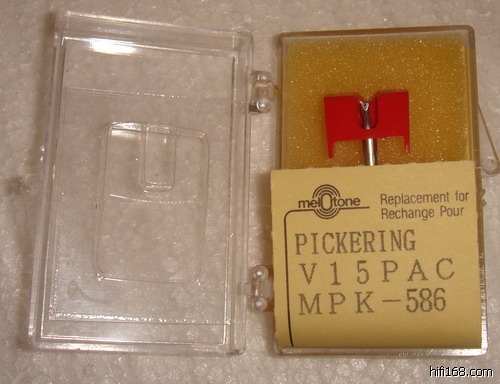 melOtone
Replacement for
Rechange Pour
PICKERING
V15PAC
MPK-586
hifi168.com